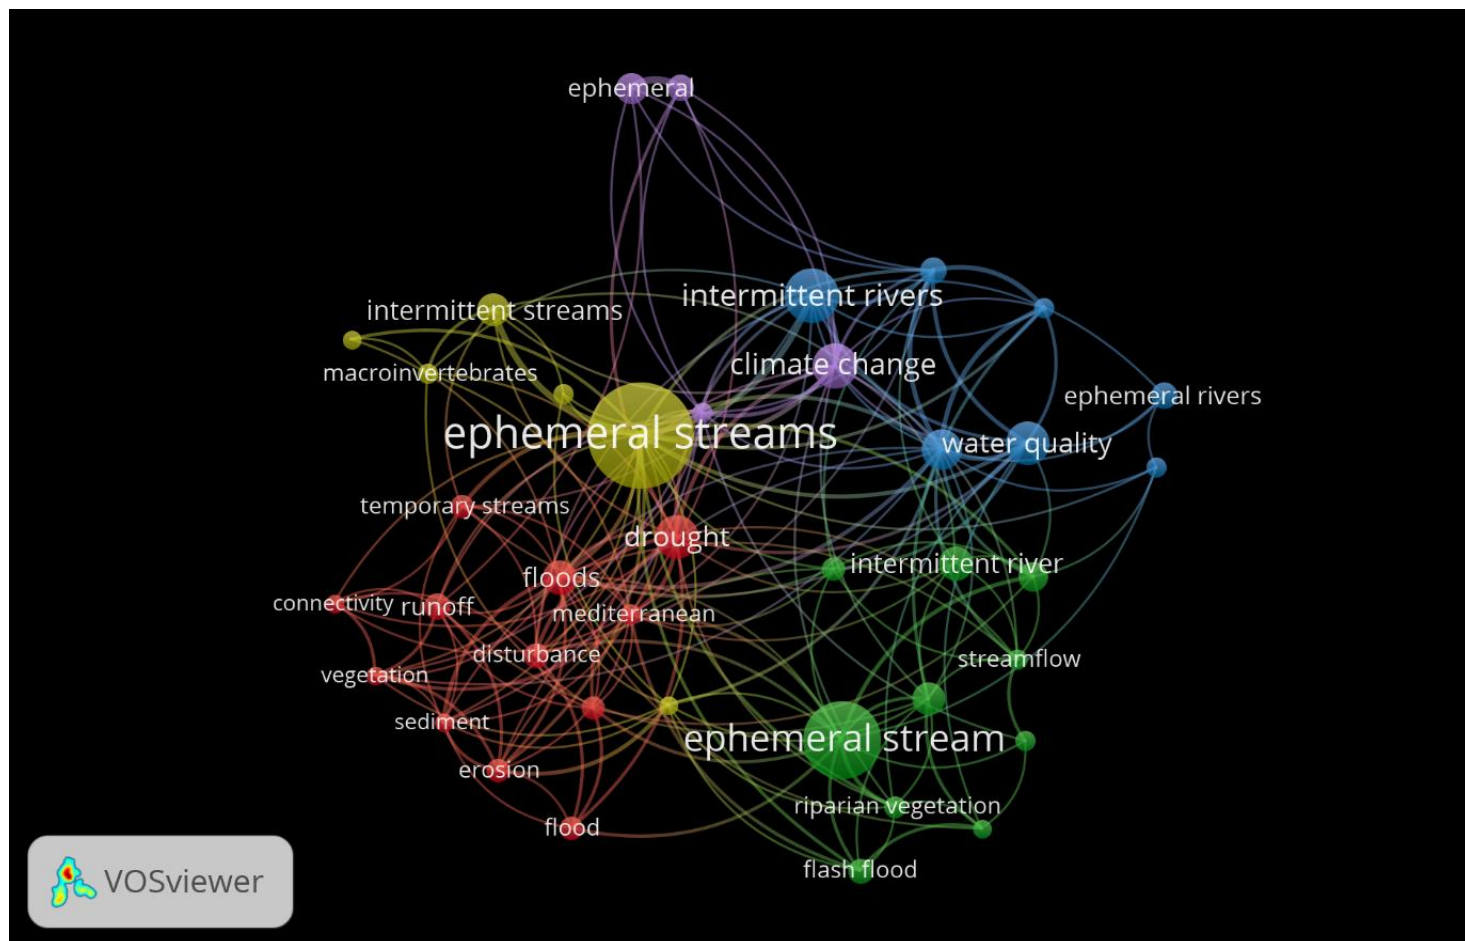 ephemeral
intermittent rivers
intermittent streams
climate change
macroinvertebrates
ephemeral rivers
ephemeral streams
water quality
temporary streams
drought
intermittent river
floods
connectivity
runoff
mediterranean
disturbance
streamflow
vegetation
sediment
ephemeral stream
erosion
riparian vegetation
flood
flash flood
VOSviewer